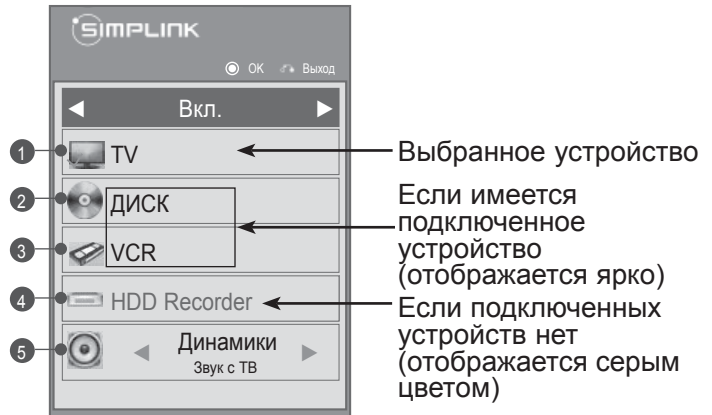 SIMPLINK
OK Выход
Вкл.
1 TV
2 ДИСК
3 VCR
4 HDD Recorder
5 Динамики
Звук с ТВ
Выбранное устройство
Если имеется
подключенное
устройство
(отображается ярко)
Если подключенных
устройств нет
(отображается серым
цветом)